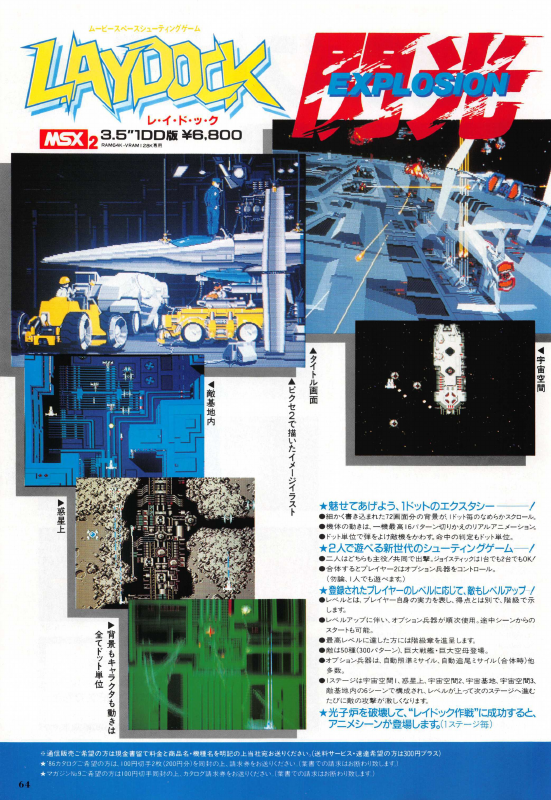 ムービースペースシューティングゲーム
LAYDOCK
レ・イ・ド・ッ・ク
閃光
EXPLOSION
MSX2 3.5"1DD版 ¥6,800
RAM64K・VRAM128K専用
▲タイトル画面
▲ピクセ2で描いたイメージイラスト
▲宇宙空間
▲敵基地内
▲惑星上
▲背景もキャラクタも動きは
全てドット単位
★魅せてあげよう、1ドットのエクスタシー——!
●細かく書き込まれた72画面分の背景が、1ドット毎のなめらかスクロール。
●機体の動きは、一機最高16パターン切りかえのリアルアニメーション。
●ドット単位で弾をよけ敵機をかわす。命中の判定もドット単位。
★2人で遊べる新世代のシューティングゲーム——!
●二人はどちらも主役!共同で出撃。ジョイスティックは1台でも2台でもOK!
●合体するとプレイヤー2はオプション兵器をコントロール。
(勿論、1人でも遊べます。)
★登録されたプレイヤーのレベルに応じて、敵もレベルアップ—!
●レベルとは、プレイヤー自身の実力を表し、得点とは別で、階級で示
します。
●レベルアップに伴い、オプション兵器が順次使用。途中シーンからの
スタートも可能。
●最高レベルに達した方には階級章を進呈します。
●敵は50種(300パターン)、巨大戦艦・巨大空母登場。
●オプション兵器は、自動照準ミサイル、自動追尾ミサイル(合体時)他
多数。
●1ステージは宇宙空間1、惑星上、宇宙空間2、宇宙基地、宇宙空間3、
敵基地内の6シーンで構成され、レベルが上って次のステージへ進む
たびに敵の攻撃が激しくなります。
★光子炉を破壊して、“レイドック作戦”に成功すると、
アニメシーンが登場します。(1ステージ毎)
※通信販売ご希望の方は現金書留で料金と商品名・機種名を明記の上当社宛お送りください。(送料サービス・速達希望の方は300円プラス)
★'86カタログご希望の方は、100円切手2枚(200円分)を同封の上、請求券をお送りください。(葉書での請求はお断わり致します。)
★マガジンNo.9ご希望の方は100円切手同封の上、カタログ請求券をお送りください。(葉書での請求はお断わり致します。)
64